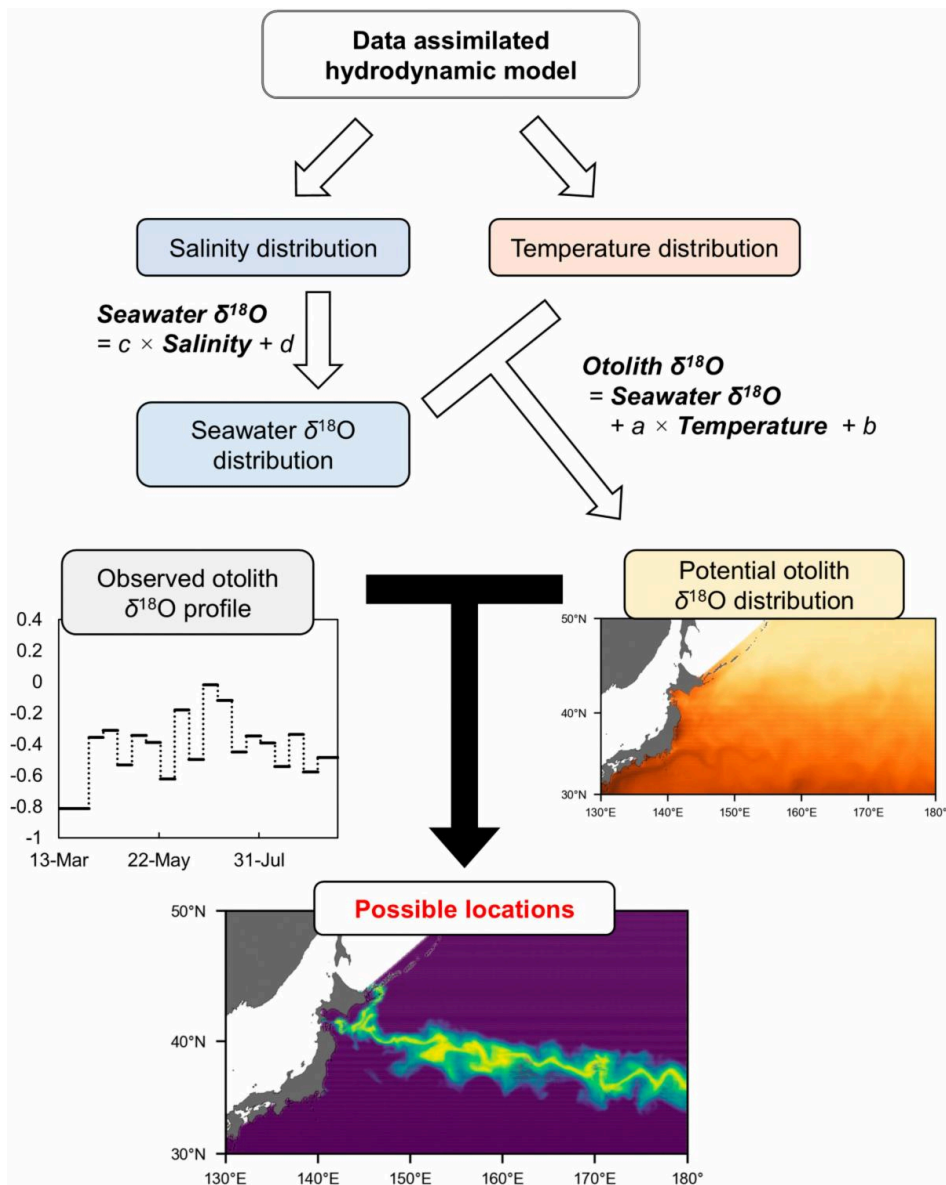 Data assimilated
hydrodynamic model
Salinity distribution
Temperature distribution
Seawater δ¹⁸O
= c × Salinity + d
Otolith δ¹⁸O
= Seawater δ¹⁸O
+ a × Temperature + b
Seawater δ¹⁸O
distribution
Observed otolith
δ¹⁸O profile
0.4
0.2
0
-0.2
-0.4
-0.6
-0.8
-1
13-Mar
22-May
31-Jul
Potential otolith
δ¹⁸O distribution
50°N
40°N
30°N
130°E
140°E
150°E
160°E
170°E
180°
Possible locations
50°N
40°N
30°N
130°E
140°E
150°E
160°E
170°E
180°